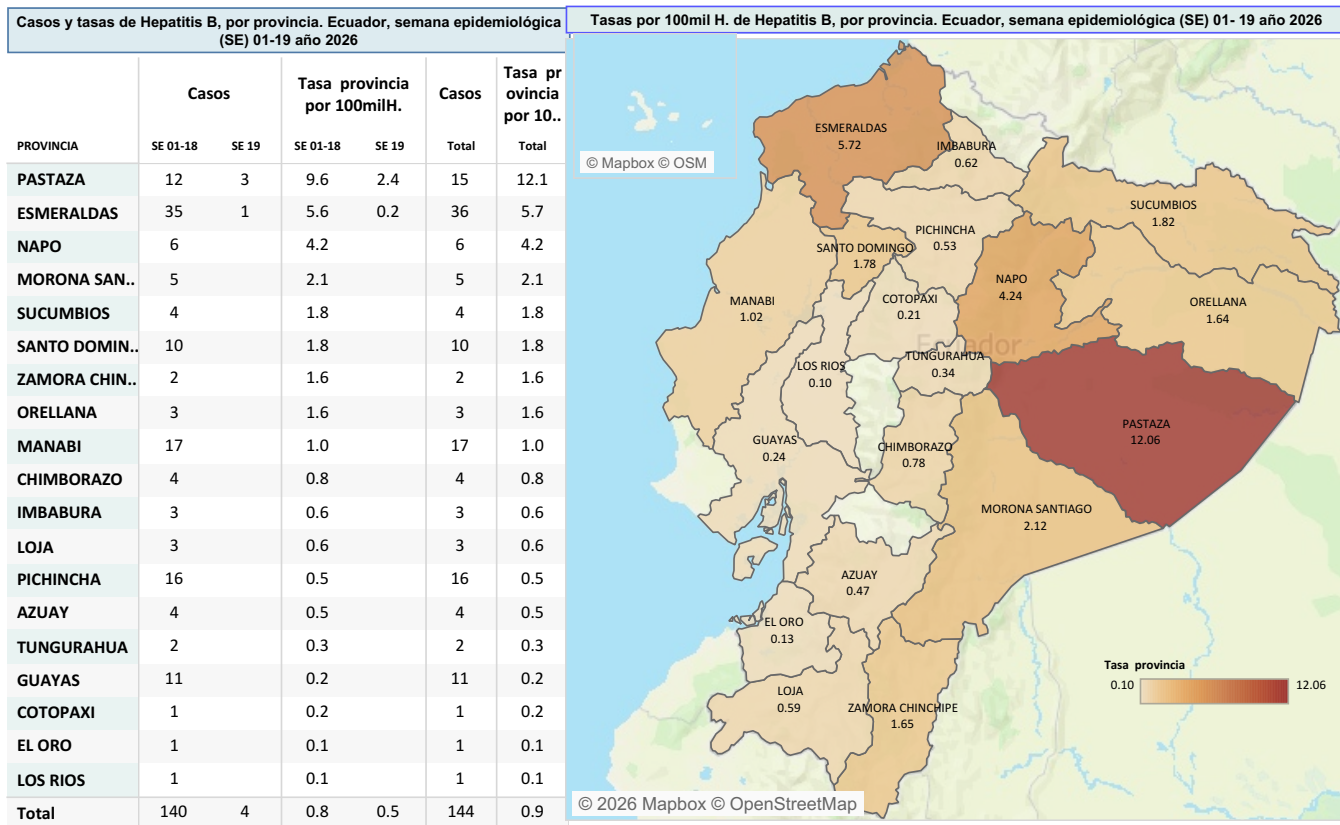 Casos y tasas de Hepatitis B, por provincia. Ecuador, semana epidemiológica
(SE) 01-19 año 2026
Casos
Tasa provincia
por 100milH.
Casos
Tasa pr
ovincia
por 10..
PROVINCIA SE 01-18 SE 19 SE 01-18 SE 19 Total Total
PASTAZA 12 3 9.6 2.4 15 12.1
ESMERALDAS 35 1 5.6 0.2 36 5.7
NAPO 6 4.2 6 4.2
MORONA SAN.. 5 2.1 5 2.1
SUCUMBIOS 4 1.8 4 1.8
SANTO DOMIN.. 10 1.8 10 1.8
ZAMORA CHIN.. 2 1.6 2 1.6
ORELLANA 3 1.6 3 1.6
MANABI 17 1.0 17 1.0
CHIMBORAZO 4 0.8 4 0.8
IMBABURA 3 0.6 3 0.6
LOJA 3 0.6 3 0.6
PICHINCHA 16 0.5 16 0.5
AZUAY 4 0.5 4 0.5
TUNGURAHUA 2 0.3 2 0.3
GUAYAS 11 0.2 11 0.2
COTOPAXI 1 0.2 1 0.2
EL ORO 1 0.1 1 0.1
LOS RIOS 1 0.1 1 0.1
Total 140 4 0.8 0.5 144 0.9
Tasas por 100mil H. de Hepatitis B, por provincia. Ecuador, semana epidemiológica (SE) 01- 19 año 2026
© Mapbox © OSM
ESMERALDAS
5.72
IMBABURA
0.62
SUCUMBIOS
1.82
PICHINCHA
0.53
SANTO DOMINGO
1.78
NAPO
4.24
MANABI
1.02
COTOPAXI
0.21
ORELLANA
1.64
Ecuador
TUNGURAHUA
0.34
LOS RIOS
0.10
PASTAZA
12.06
GUAYAS
0.24
CHIMBORAZO
0.78
MORONA SANTIAGO
2.12
AZUAY
0.47
EL ORO
0.13
LOJA
0.59
ZAMORA CHINCHIPE
1.65
Tasa provincia
0.10 12.06
© 2026 Mapbox © OpenStreetMap